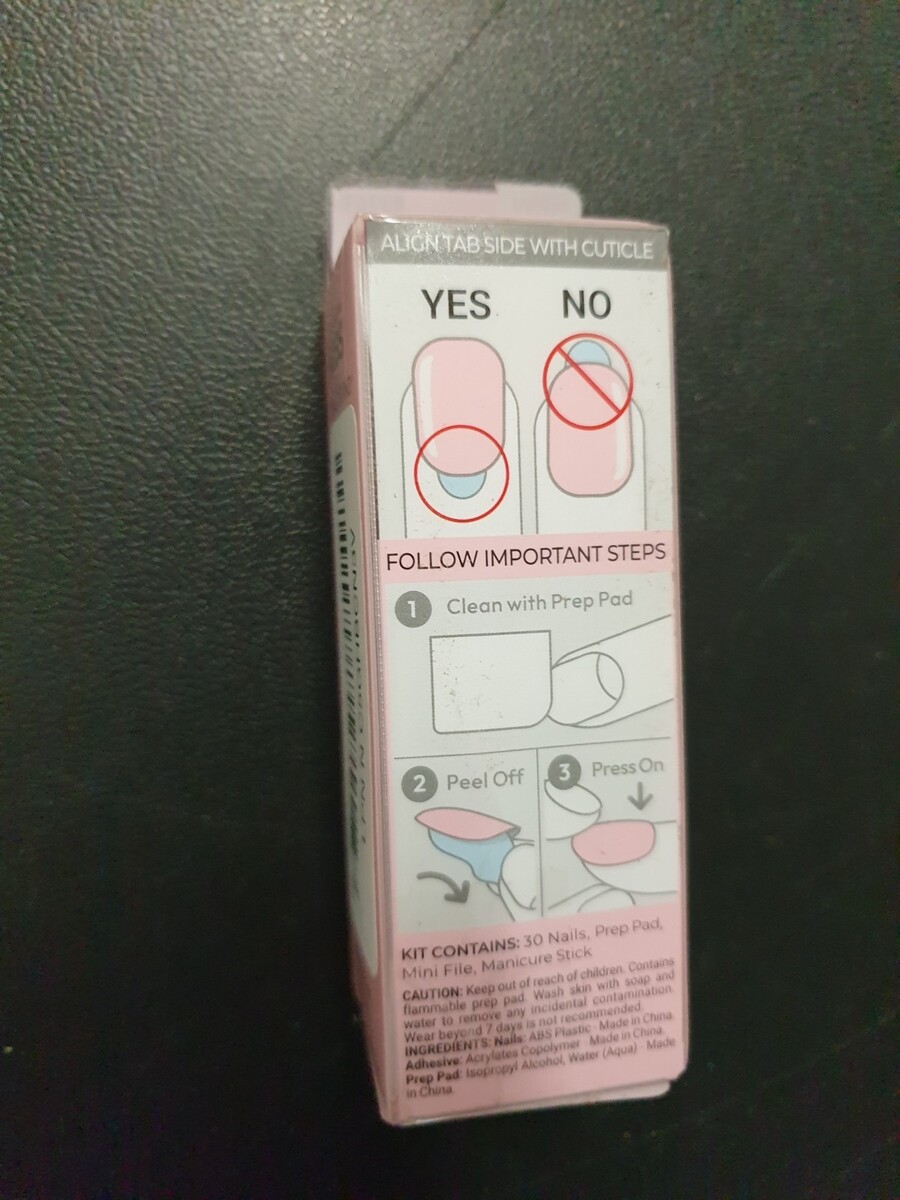 ALIGN TAB SIDE WITH CUTICLE
YES NO
FOLLOW IMPORTANT STEPS
1 Clean with Prep Pad
2 Peel Off
3 Press On
KIT CONTAINS: 30 Nails, Prep Pad,
Mini File, Manicure Stick
CAUTION: Keep out of reach of children. Contains
flammable prep pad. Wash skin with soap and
water to remove any incidental contamination.
Wear beyond 7 days is not recommended.
INGREDIENTS: Nails: ABS Plastic · Made in China.
Adhesive: Acrylates Copolymer · Made in China.
Prep Pad: Isopropyl Alcohol, Water (Aqua) · Made
in China.